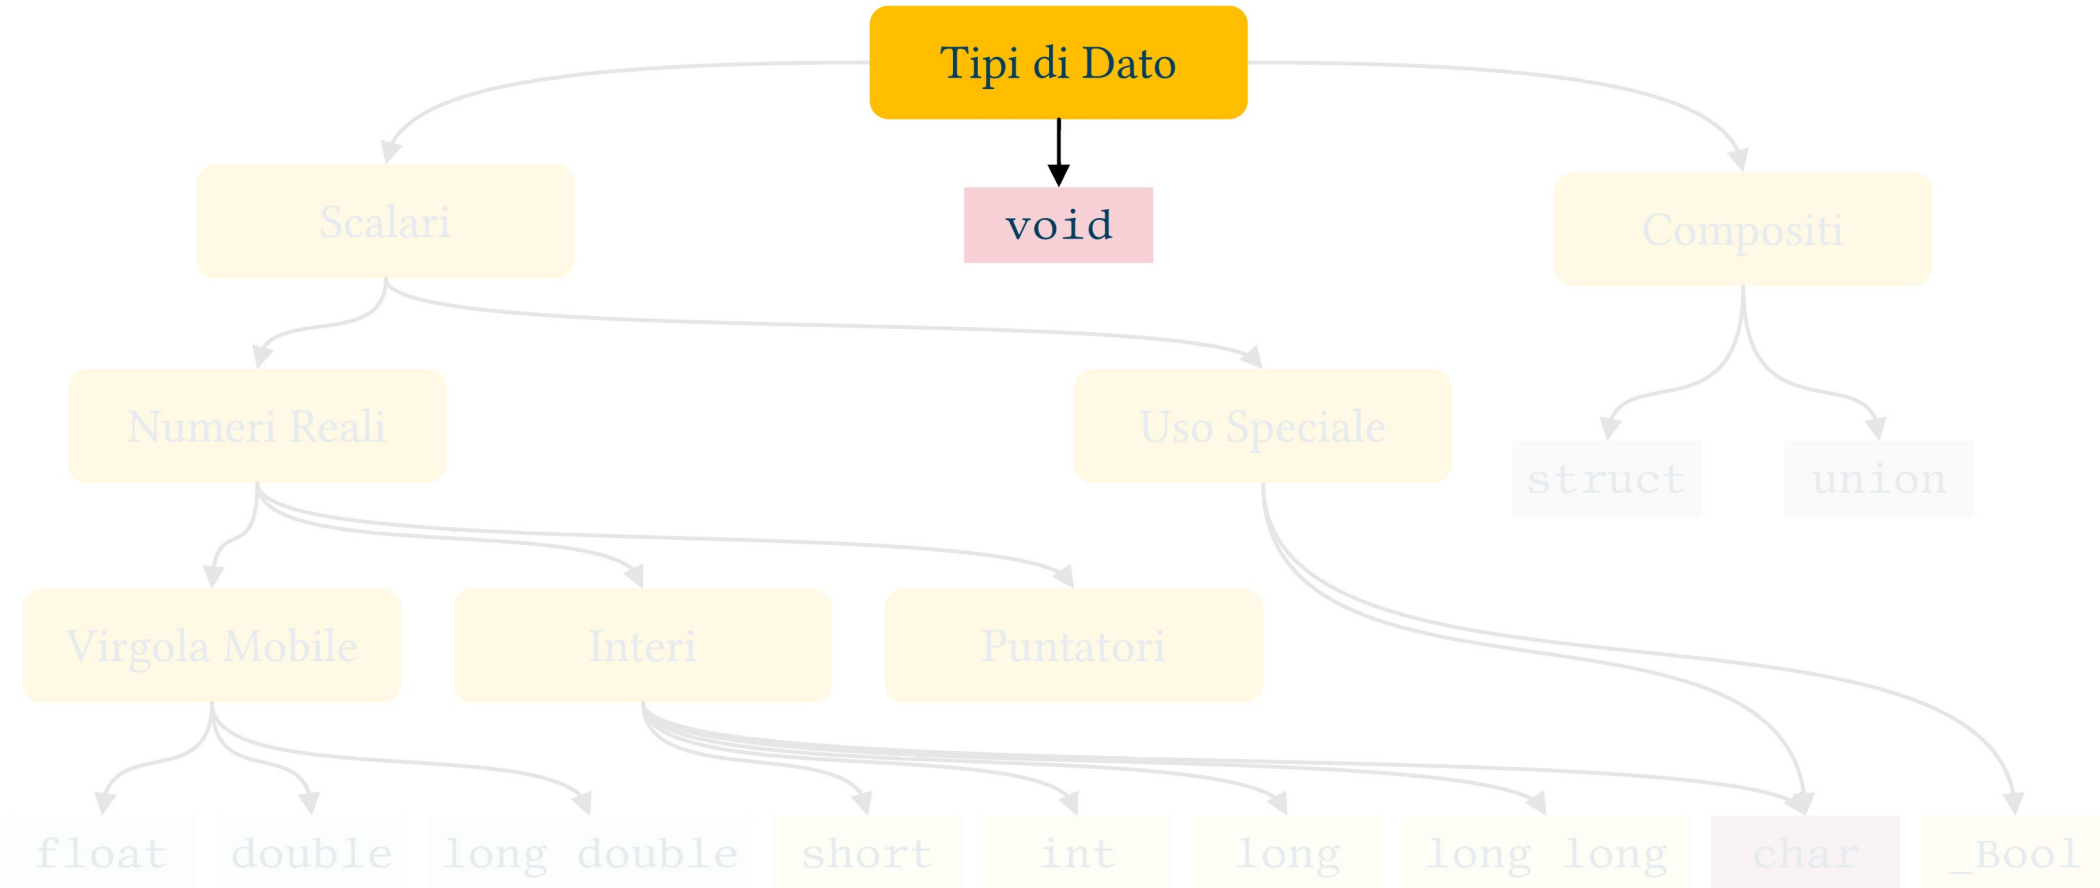 Tipi di Dato
Scalari
void
Compositi
Numeri Reali
Uso Speciale
struct
union
Virgola Mobile
Interi
Puntatori
float
double
long double
short
int
long
long long
char
_Bool